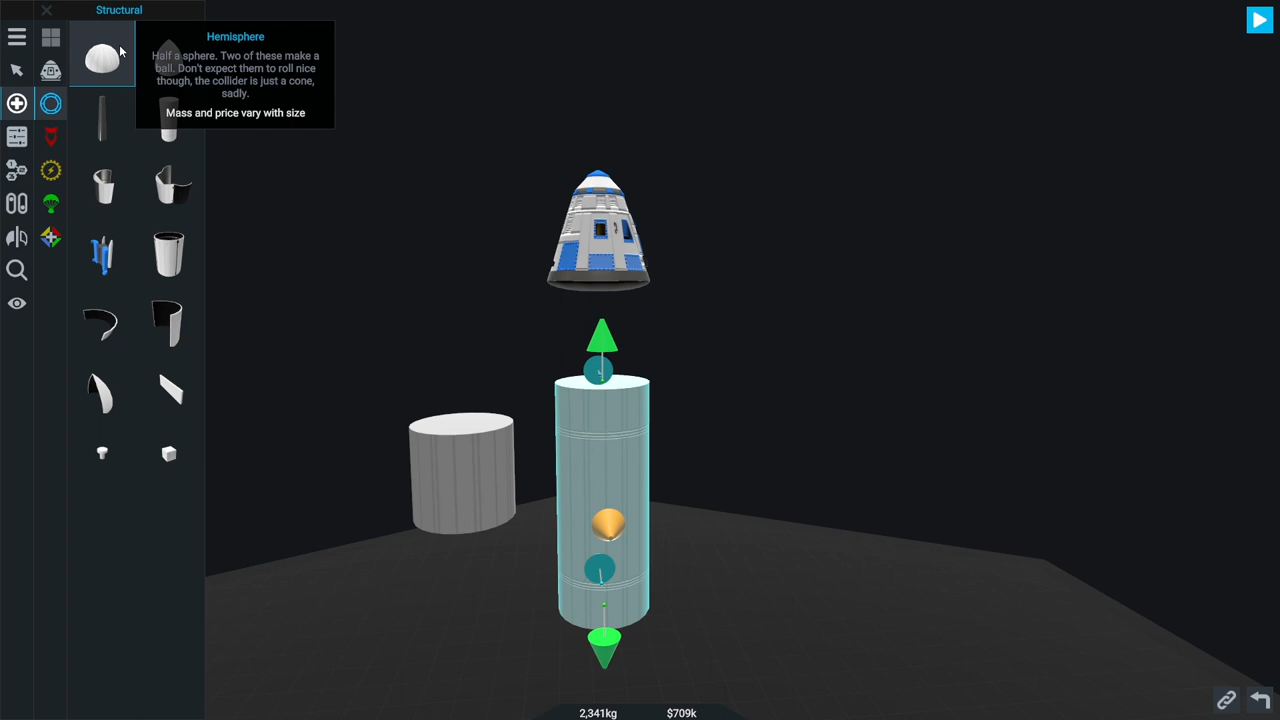 Structural
Hemisphere
Half a sphere. Two of these make a
ball. Don't expect them to roll nice
though, the collider is just a cone,
sadly.
Mass and price vary with size
2,341kg
$709k